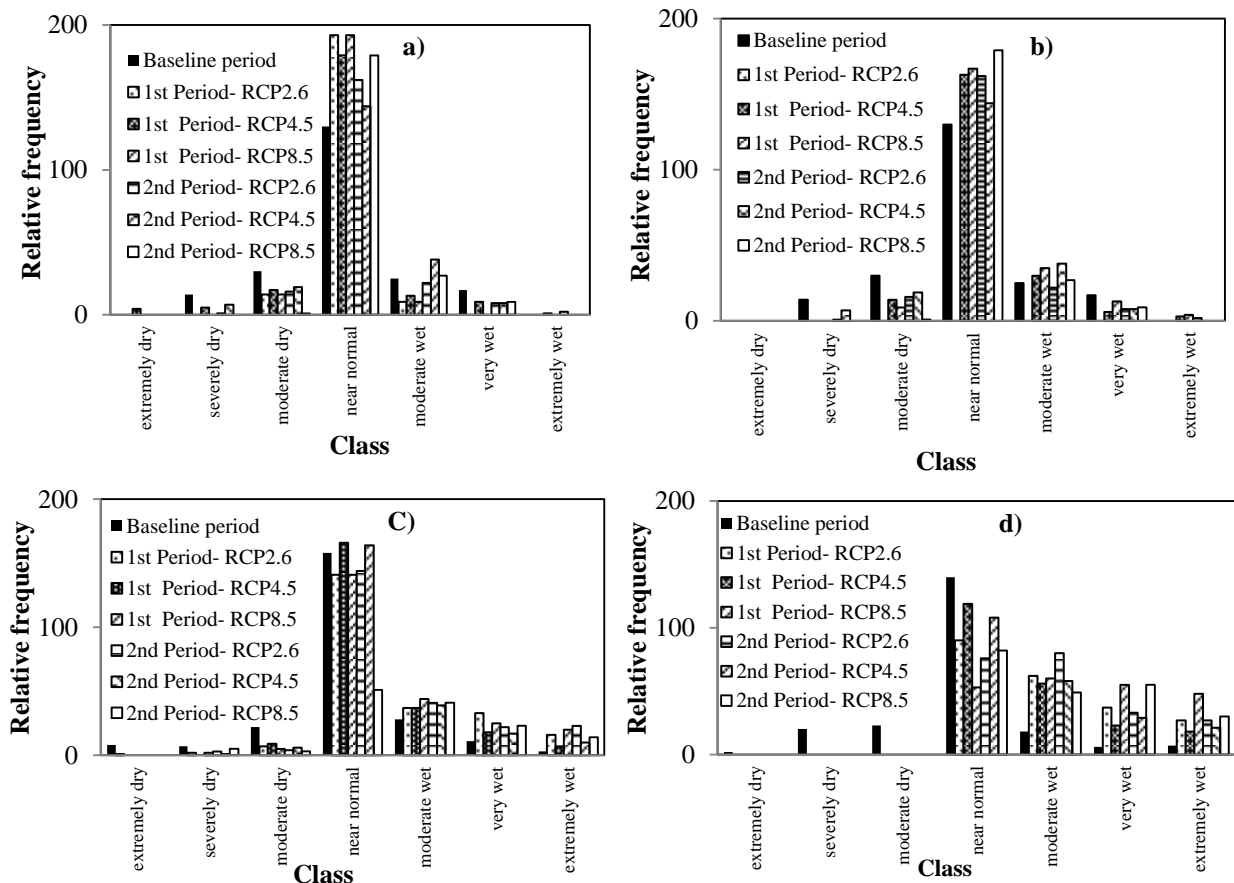 a)
Relative frequency
200
100
0
Baseline period
1st Period- RCP2.6
1st Period- RCP4.5
1st Period- RCP8.5
2nd Period- RCP2.6
2nd Period- RCP4.5
2nd Period- RCP8.5
extremely dry
severely dry
moderate dry
near normal
moderate wet
very wet
extremely wet
Class
b)
Relative frequency
200
100
0
Baseline period
1st Period- RCP2.6
1st Period- RCP4.5
1st Period- RCP8.5
2nd Period- RCP2.6
2nd Period- RCP4.5
2nd Period- RCP8.5
extremely dry
severely dry
moderate dry
near normal
moderate wet
very wet
extremely wet
Class
C)
Relative frequency
200
100
0
Baseline period
1st Period- RCP2.6
1st Period- RCP4.5
1st Period- RCP8.5
2nd Period- RCP2.6
2nd Period- RCP4.5
2nd Period- RCP8.5
extremely dry
severely dry
moderate dry
near normal
moderate wet
very wet
extremely wet
Class
d)
Relative frequency
200
100
0
Baseline period
1st Period- RCP2.6
1st Period- RCP4.5
1st Period- RCP8.5
2nd Period- RCP2.6
2nd Period- RCP4.5
2nd Period- RCP8.5
extremely dry
severely dry
moderate dry
near normal
moderate wet
very wet
extremely wet
Class